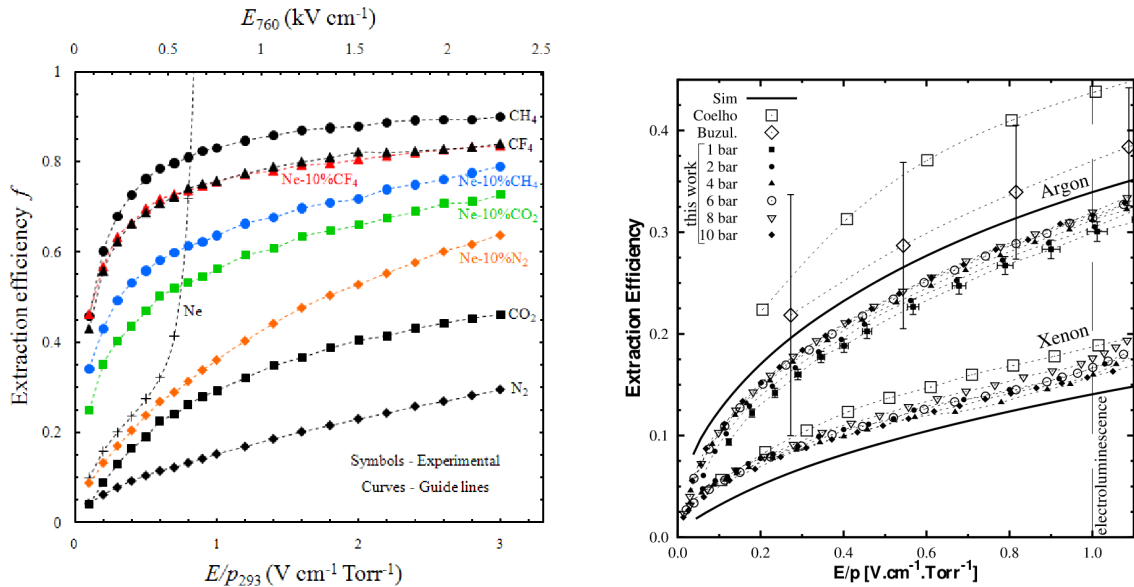 E760 (kV cm-1)
0 0.5 1 1.5 2 2.5
1
0.8
0.6
0.4
0.2
0
Extraction efficiency f
CH4
CF4
Ne-10%CF4
Ne-10%CH4
Ne-10%CO2
Ne-10%N2
Ne
CO2
N2
Symbols - Experimental
Curves - Guide lines
0 1 2 3
E/p293 (V cm-1 Torr-1)
0.4
0.3
0.2
0.1
0.0
Extraction Efficiency
Sim
Coelho
Buzul.
this work
1 bar
2 bar
4 bar
6 bar
8 bar
10 bar
Argon
Xenon
electroluminescence
0.0 0.2 0.4 0.6 0.8 1.0
E/p [V.cm-1.Torr-1]